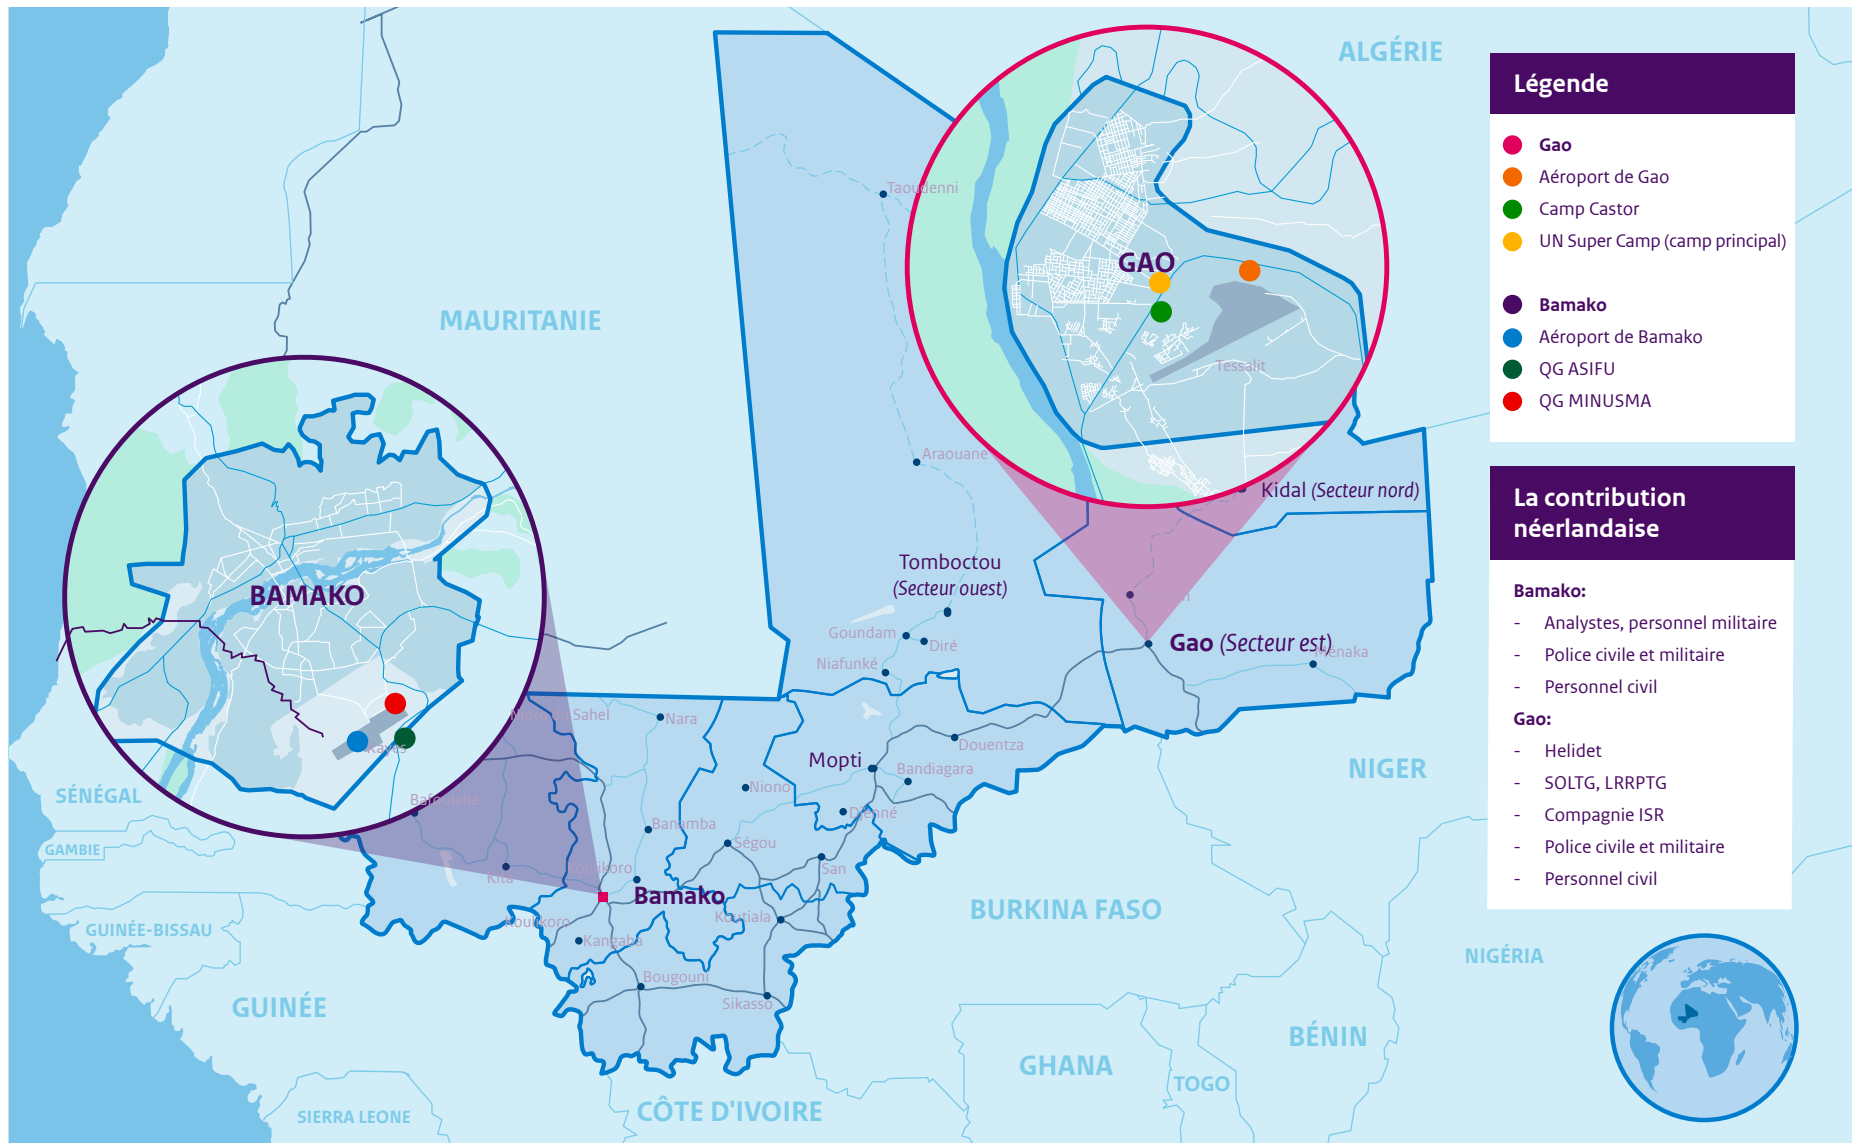 ALGÉRIE
MAURITANIE
Taoudenni
GAO
Tessalit
Araouane
Kidal (Secteur nord)
Tomboctou
(Secteur ouest)
Goundam
Diré
Niafunké
Gao (Secteur est)
Ménaka
BAMAKO
Kayes
Nara
Douentza
Mopti
Bandiagara
Niono
Djenné
NIGER
SÉNÉGAL
Bafoulabé
Banamba
Ségou
San
GAMBIE
Kita
Koulikoro
Bamako
Koutiala
Koulikoro
Kangaba
BURKINA FASO
GUINÉE-BISSAU
NIGÉRIA
Bougouni
Sikasso
GUINÉE
BÉNIN
GHANA
TOGO
SIERRA LEONE
CÔTE D'IVOIRE
Légende
Gao
Aéroport de Gao
Camp Castor
UN Super Camp (camp principal)
Bamako
Aéroport de Bamako
QG ASIFU
QG MINUSMA
La contribution
néerlandaise
Bamako:
- Analystes, personnel militaire
- Police civile et militaire
- Personnel civil
Gao:
- Helidet
- SOLTG, LRRPTG
- Compagnie ISR
- Police civile et militaire
- Personnel civil